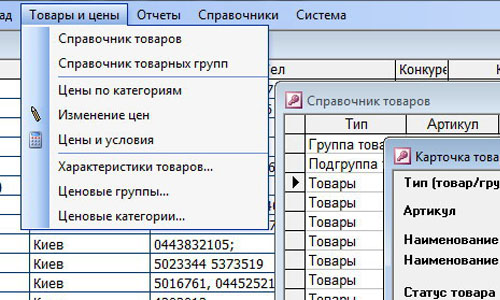 ад Товары и цены Отчеты Справочники Система
Справочник товаров
Справочник товарных групп
Цены по категориям
Изменение цен
Цены и условия
Характеристики товаров...
Ценовые группы...
Ценовые категории...
ел Конкуре К
Киев 0443832105;
Киев 5023344 5373519
Киев 5016761, 04452521
Справочник товаров
Тип Артикул
Группа това
Подгруппа
Товары
Товары
Товары
Товары
Товары
Товары
Карточка това
Тип (товар/гру
Артикул
Наименование
Наименование
Статус товара